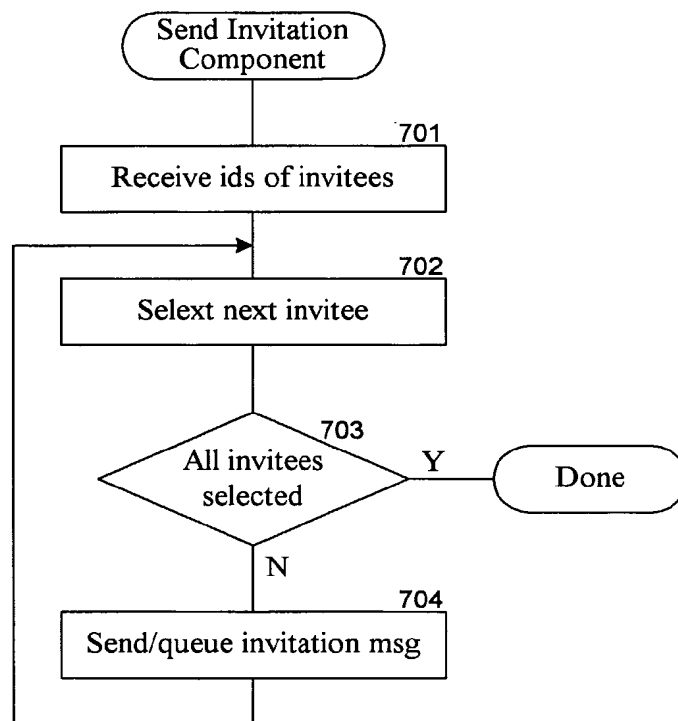 Send Invitation
Component
701
Receive ids of invitees
702
Selext next invitee
703
All invitees
selected
Y
Done
N
704
Send/queue invitation msg